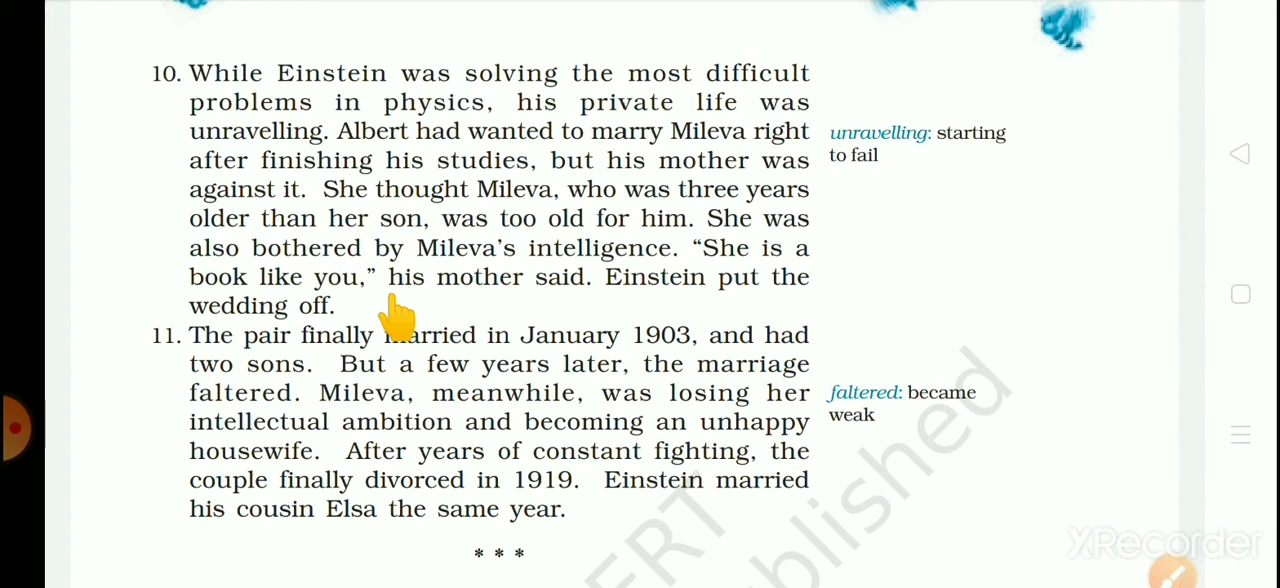 10. While Einstein was solving the most difficult
problems in physics, his private life was
unravelling. Albert had wanted to marry Mileva right
after finishing his studies, but his mother was
against it. She thought Mileva, who was three years
older than her son, was too old for him. She was
also bothered by Mileva's intelligence. “She is a
book like you,” his mother said. Einstein put the
wedding off.
unravelling: starting
to fail
11. The pair finally married in January 1903, and had
two sons. But a few years later, the marriage
faltered. Mileva, meanwhile, was losing her
intellectual ambition and becoming an unhappy
housewife. After years of constant fighting, the
couple finally divorced in 1919. Einstein married
his cousin Elsa the same year.
faltered: became
weak
* * *
XRecorder